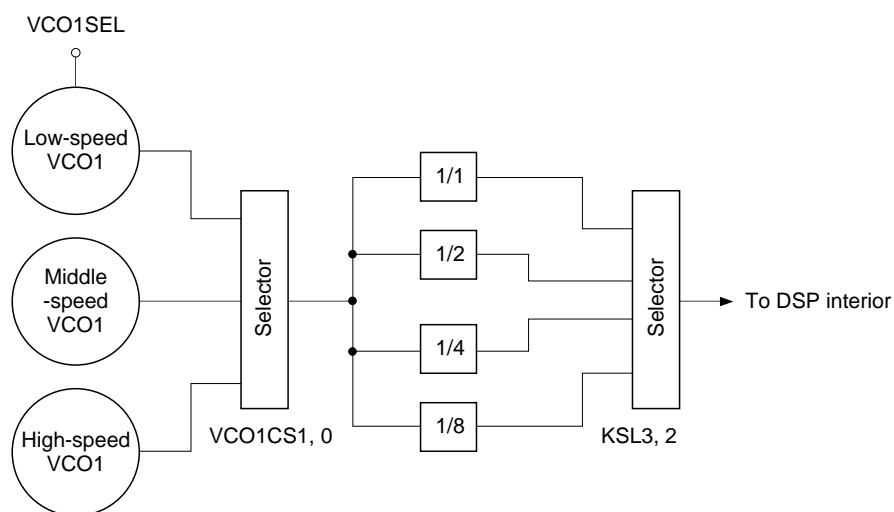 VCO1SEL
Low-speed
VCO1
Middle
-speed
VCO1
High-speed
VCO1
Selector
VCO1CS1, 0
1/1
1/2
1/4
1/8
Selector
KSL3, 2
To DSP interior